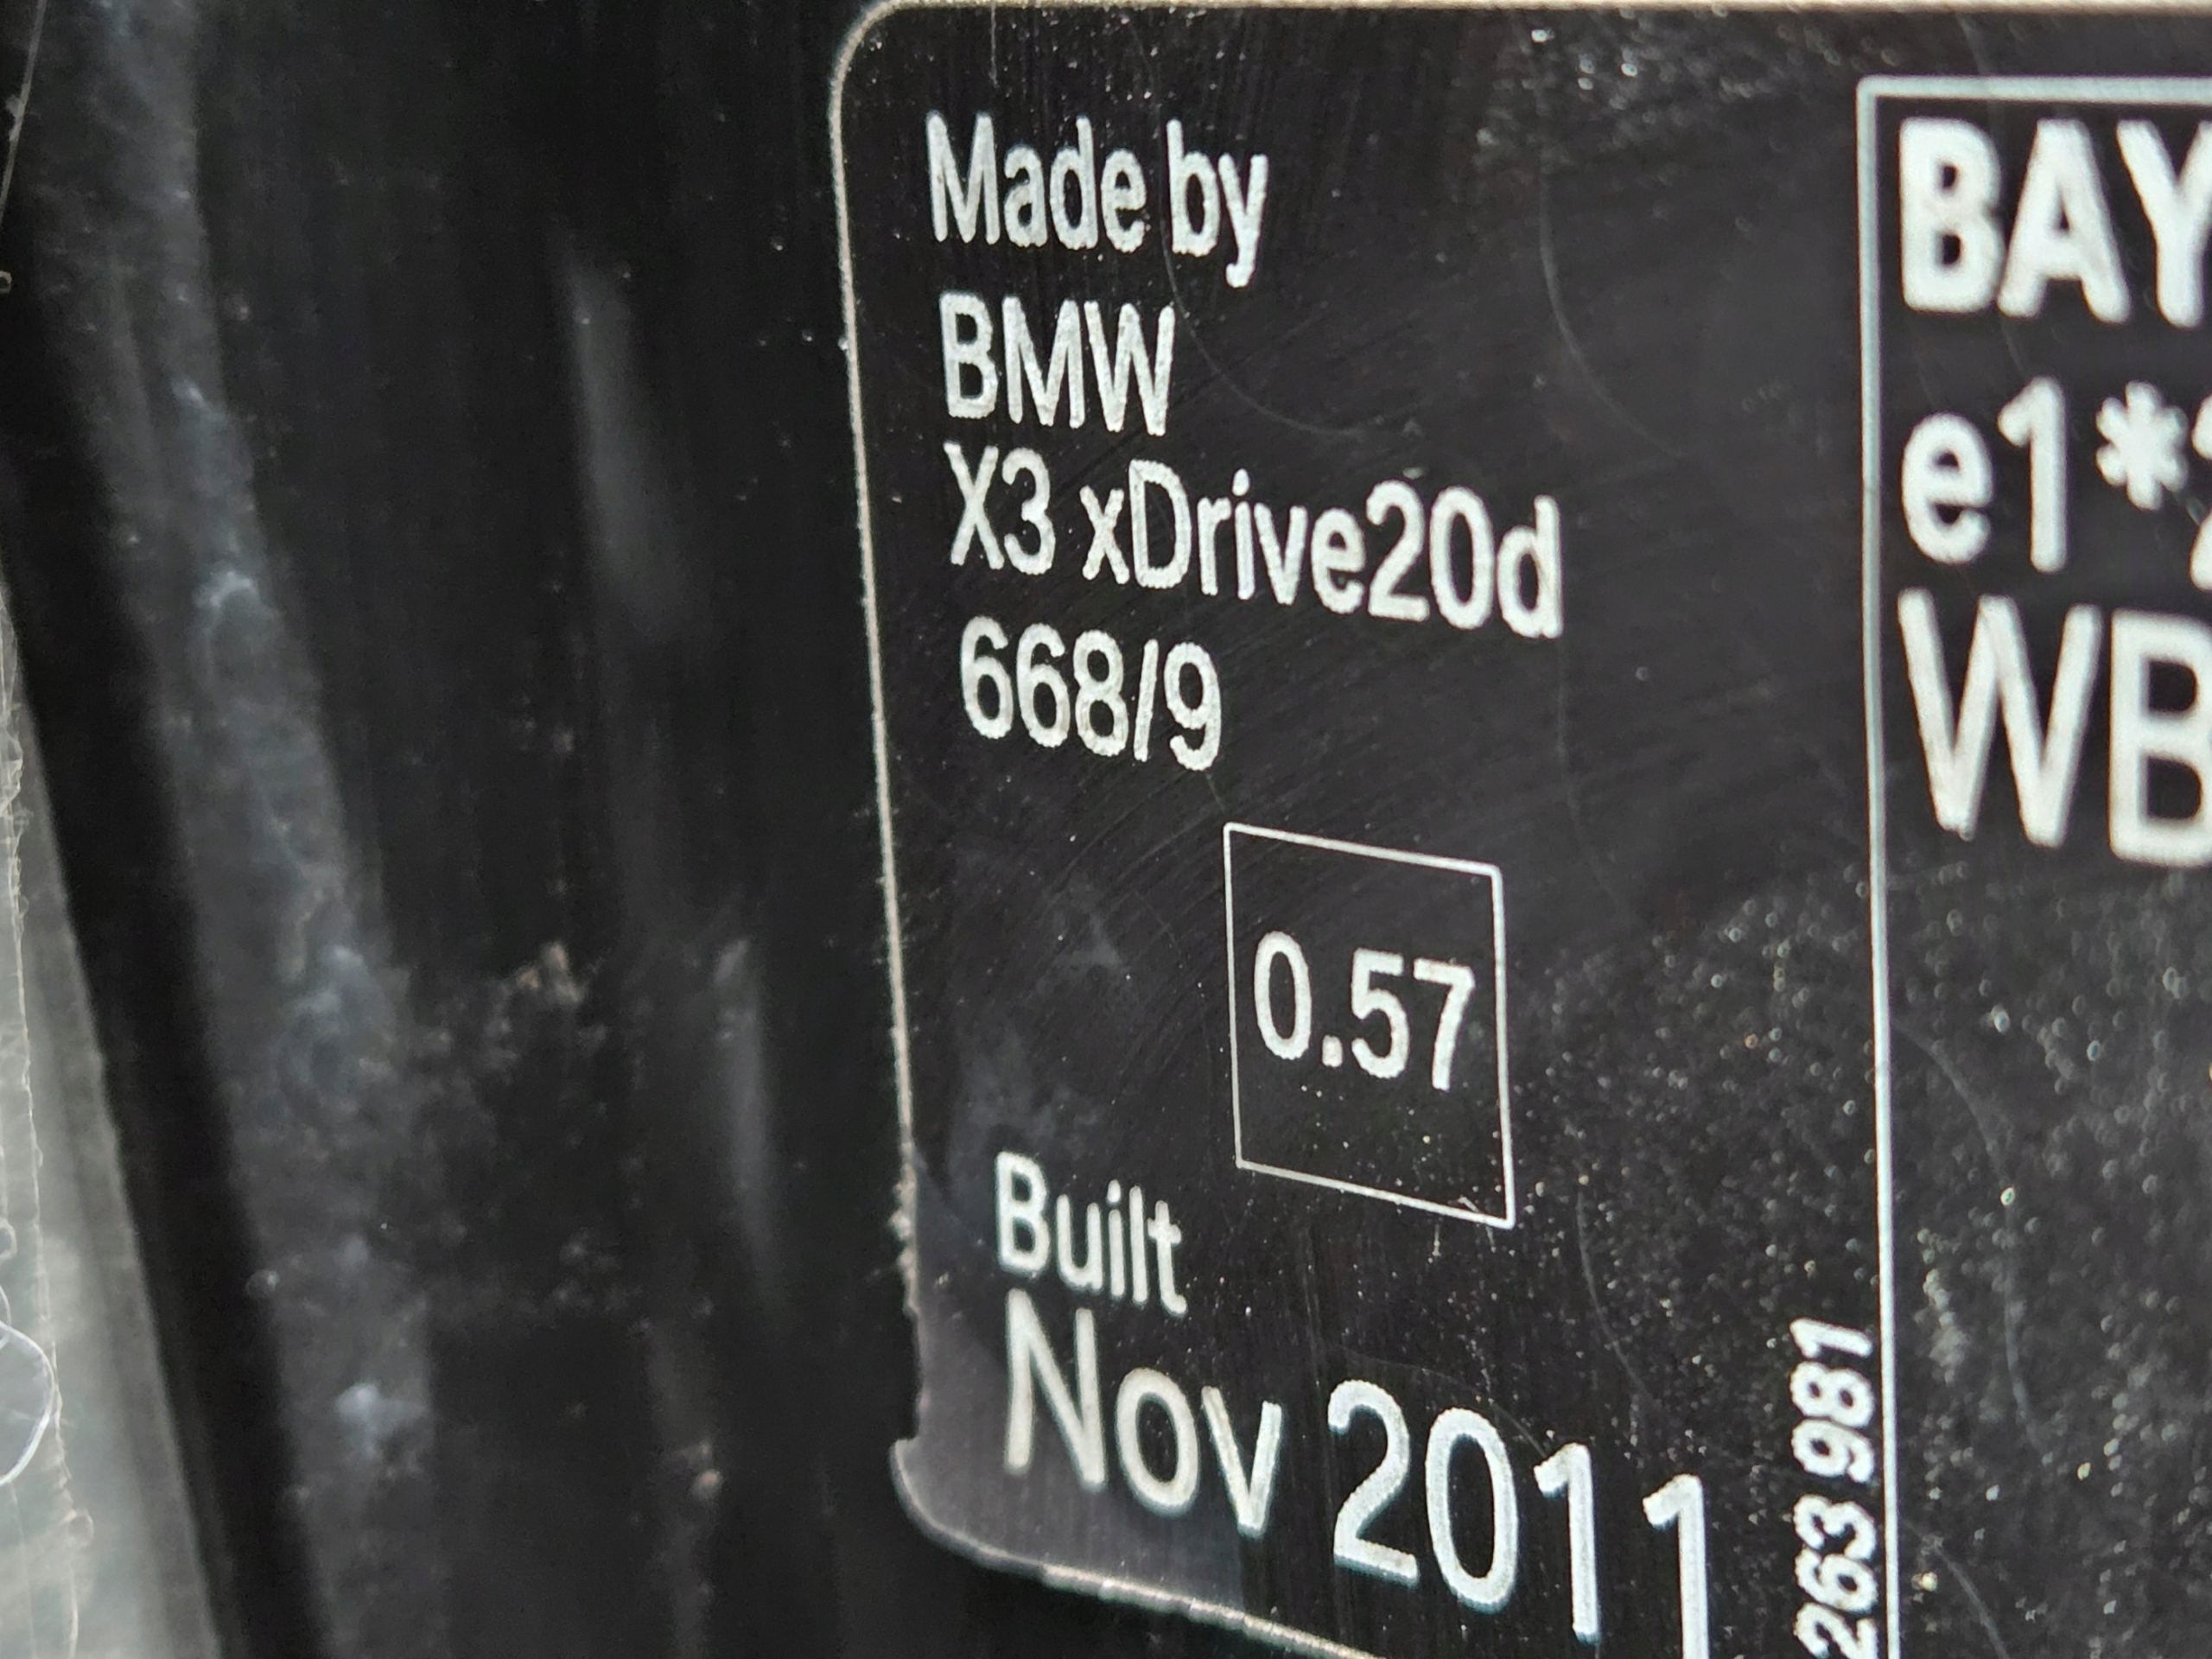 Made by
BMW
X3 xDrive20d
668/9
0.57
Built
Nov 2011
263 981
BAY
e1*
WB